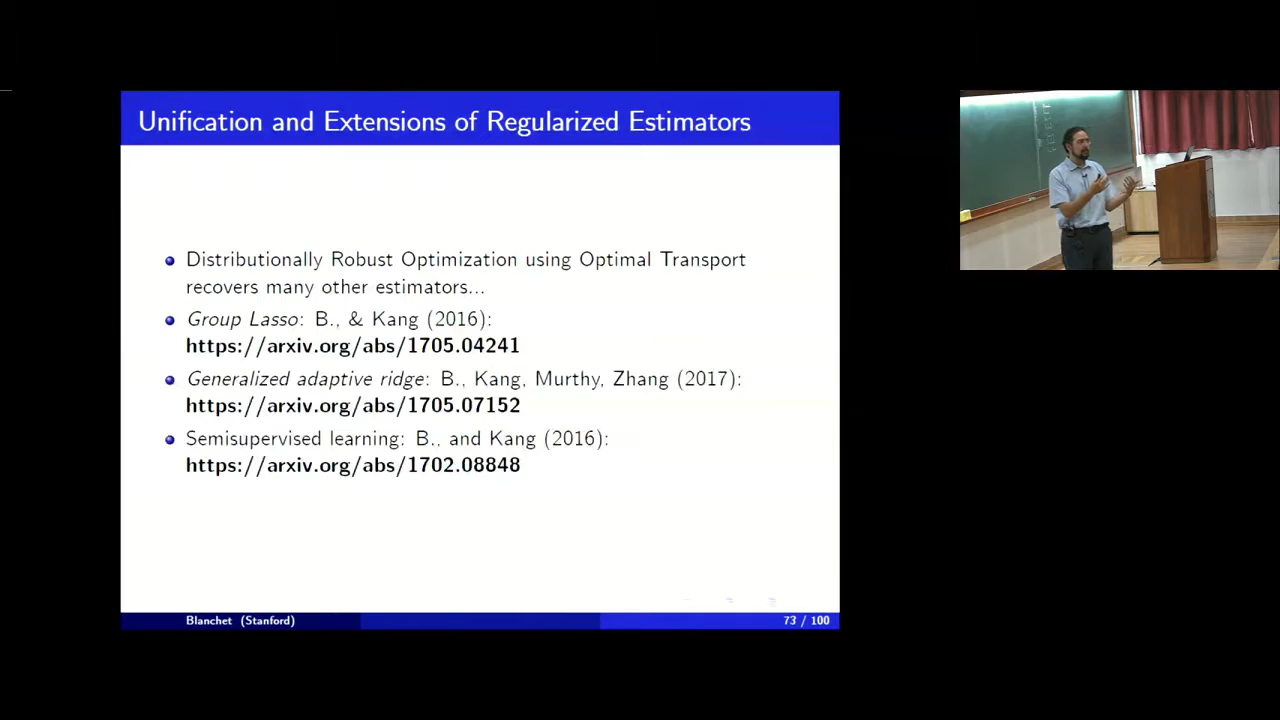 Unification and Extensions of Regularized Estimators
Distributionally Robust Optimization using Optimal Transport
recovers many other estimators...
Group Lasso: B., & Kang (2016):
https://arxiv.org/abs/1705.04241
Generalized adaptive ridge: B., Kang, Murthy, Zhang (2017):
https://arxiv.org/abs/1705.07152
Semisupervised learning: B., and Kang (2016):
https://arxiv.org/abs/1702.08848
Blanchet (Stanford)
73 / 100